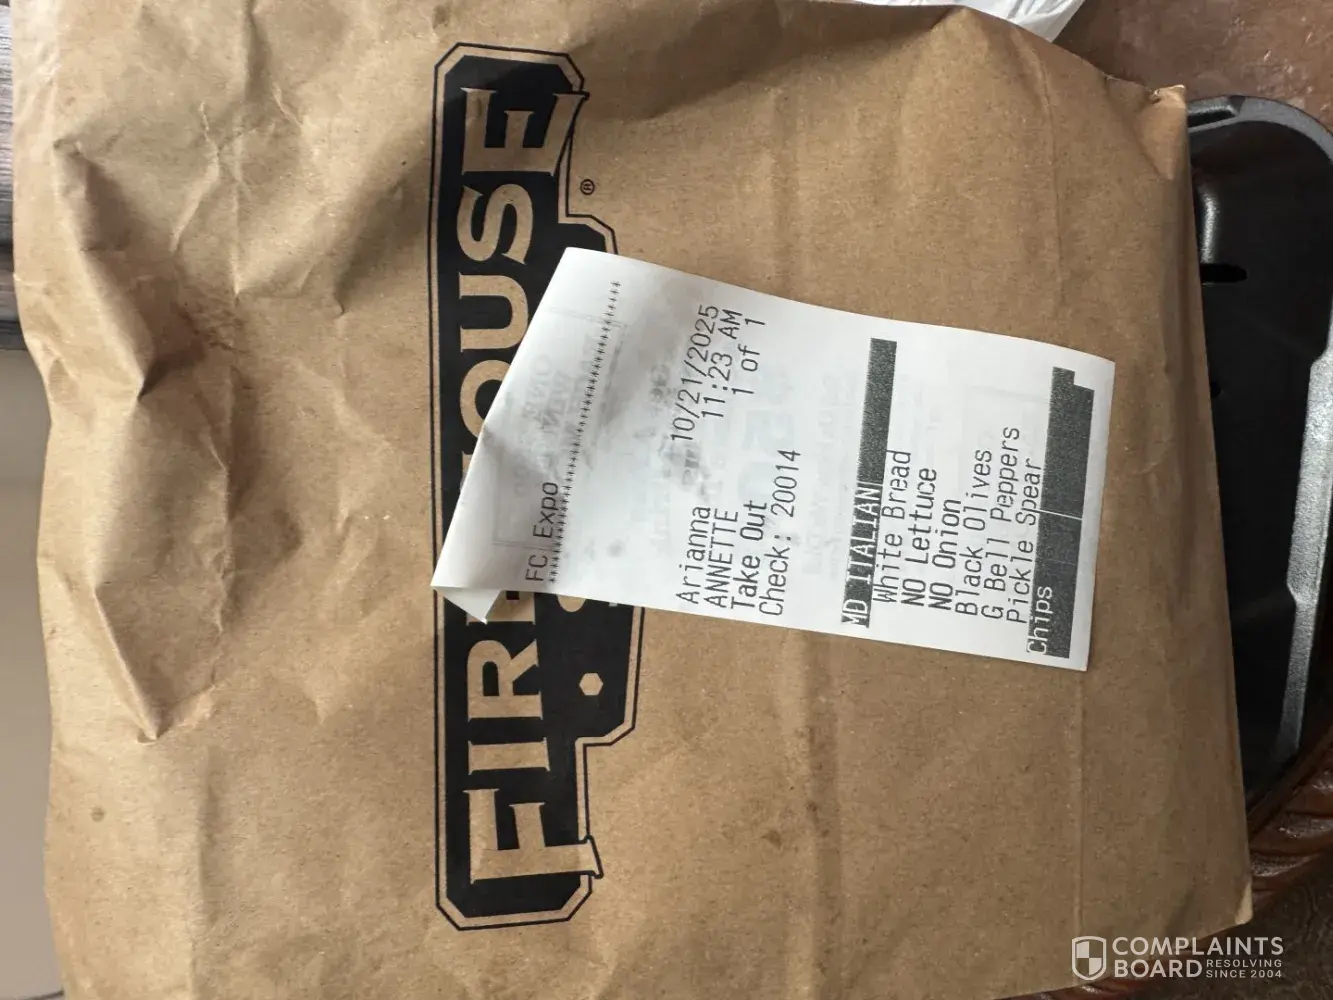 FIREHOUSE
®
FC Expo
Arianna 10/21/2025
ANNETTE 11:23 AM
Take Out 1 of 1
Check: 20014
MD ITALIAN
White Bread
NO Lettuce
NO Onion
Black Olives
G Bell Peppers
Pickle Spear
Chips
COMPLAINTS
BOARD RESOLVING
SINCE 2004